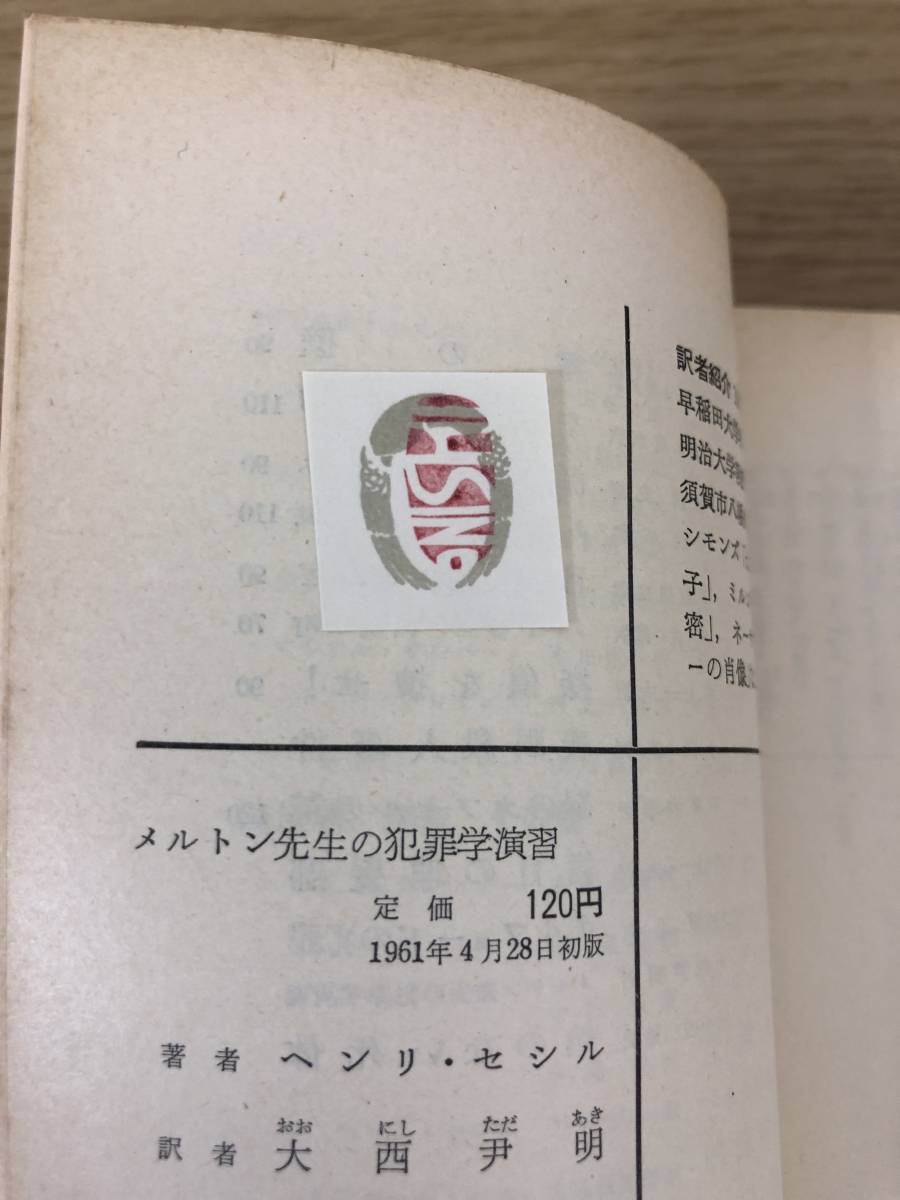 訳者紹介
早稲田大学
明治大学
須賀市八
シモンズ
子」，ミル
密」，ネー
ーの肖像」
メルトン先生の犯罪学演習
定価 120円
1961年4月28日初版
著者 ヘンリ・セシル
おお にし ただ あき
訳者 大西尹明